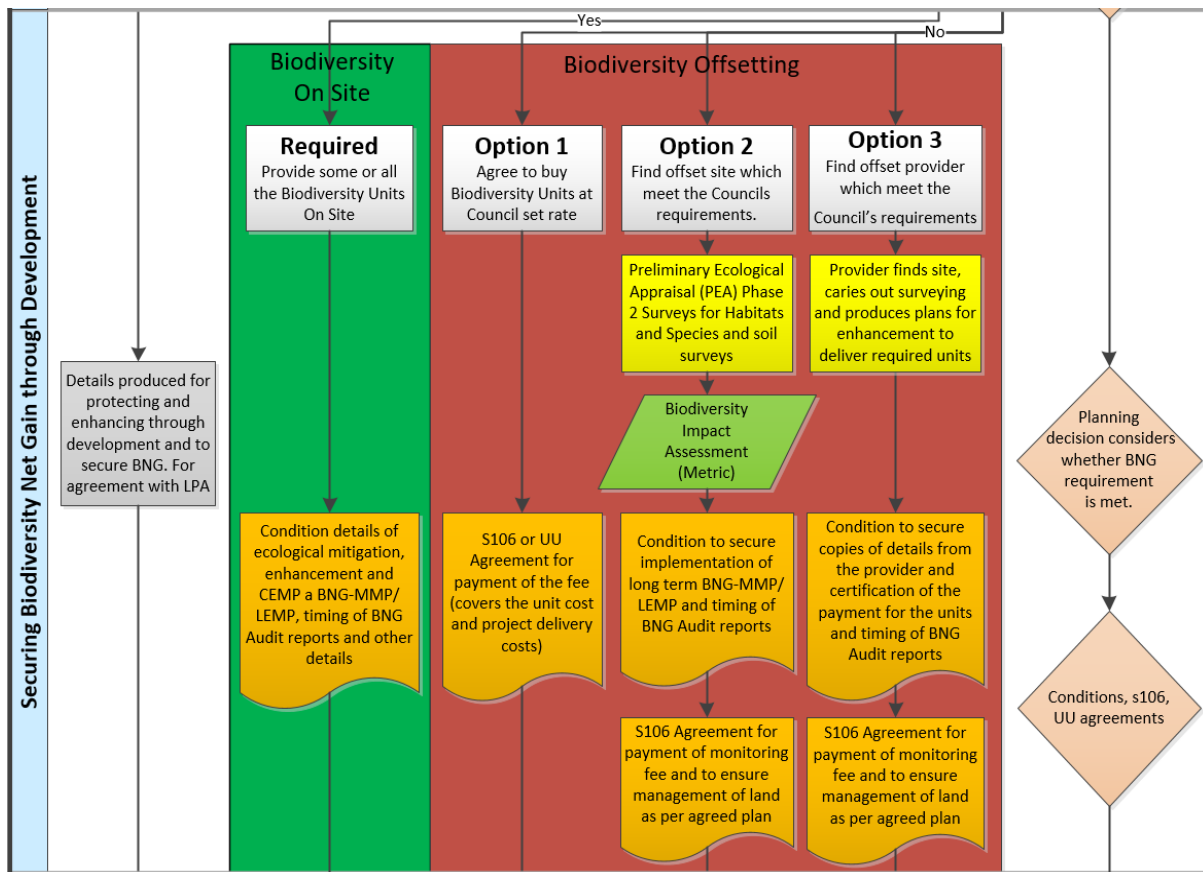 Securing Biodiversity Net Gain through Development
Yes
No
Biodiversity
On Site
Biodiversity Offsetting
Required
Provide some or all
the Biodiversity Units
On Site
Option 1
Agree to buy
Biodiversity Units at
Council set rate
Option 2
Find offset site which
meet the Councils
requirements.
Option 3
Find offset provider
which meet the
Council's requirements
Preliminary Ecological
Appraisal (PEA) Phase
2 Surveys for Habitats
and Species and soil
surveys
Provider finds site,
caries out surveying
and produces plans for
enhancement to
deliver required units
Details produced for
protecting and
enhancing through
development and to
secure BNG. For
agreement with LPA
Biodiversity
Impact
Assessment
(Metric)
Planning
decision considers
whether BNG
requirement
is met.
Condition details of
ecological mitigation,
enhancement and
CEMP a BNG-MMP/
LEMP, timing of BNG
Audit reports and other
details
S106 or UU
Agreement for
payment of the fee
(covers the unit cost
and project delivery
costs)
Condition to secure
implementation of
long term BNG-MMP/
LEMP and timing of
BNG Audit reports
Condition to secure
copies of details from
the provider and
certification of the
payment for the units
and timing of BNG
Audit reports
Conditions, s106,
UU agreements
S106 Agreement for
payment of monitoring
fee and to ensure
management of land
as per agreed plan
S106 Agreement for
payment of monitoring
fee and to ensure
management of land
as per agreed plan